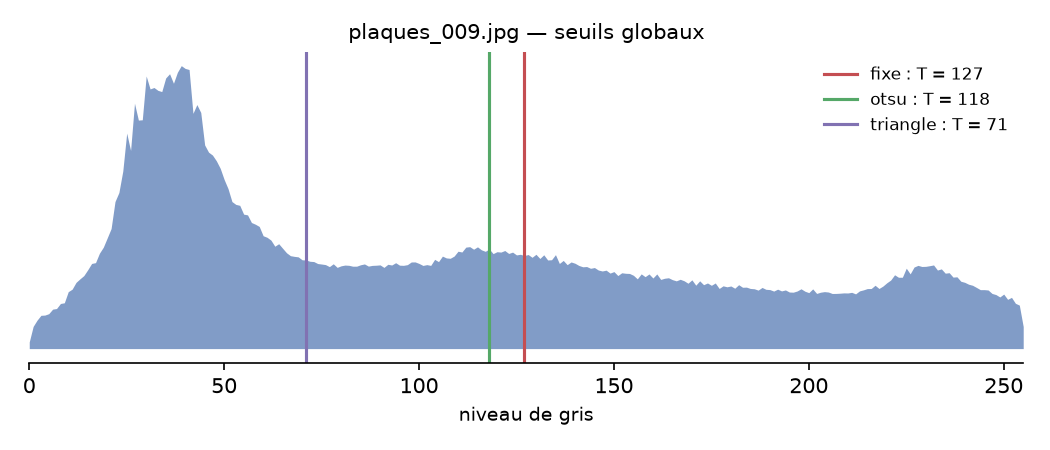 plaques_009.jpg — seuils globaux
fixe : T = 127
otsu : T = 118
triangle : T = 71
0 50 100 150 200 250
niveau de gris